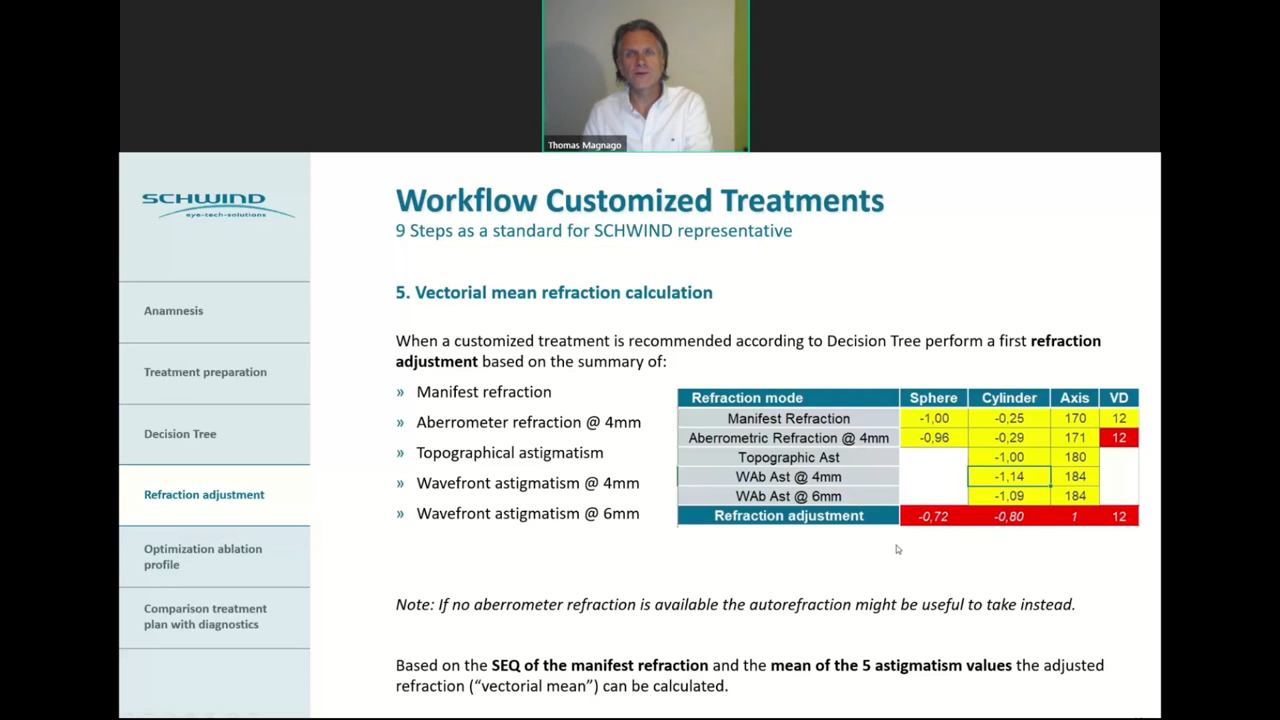 Thomas Magnago
SCHWIND
eye-tech-solutions
Anamnesis
Treatment preparation
Decision Tree
Refraction adjustment
Optimization ablation
profile
Comparison treatment
plan with diagnostics
Workflow Customized Treatments
9 Steps as a standard for SCHWIND representative
5. Vectorial mean refraction calculation
When a customized treatment is recommended according to Decision Tree perform a first refraction
adjustment based on the summary of:
» Manifest refraction
» Aberrometer refraction @ 4mm
» Topographical astigmatism
» Wavefront astigmatism @ 4mm
» Wavefront astigmatism @ 6mm
Refraction mode Sphere Cylinder Axis VD
Manifest Refraction -1,00 -0,25 170 12
Aberrometric Refraction @ 4mm -0,96 -0,29 171 12
Topographic Ast -1,00 180
WAb Ast @ 4mm -1,14 184
WAb Ast @ 6mm -1,09 184
Refraction adjustment -0,72 -0,80 1 12
Note: If no aberrometer refraction is available the autorefraction might be useful to take instead.
Based on the SEQ of the manifest refraction and the mean of the 5 astigmatism values the adjusted
refraction (“vectorial mean”) can be calculated.